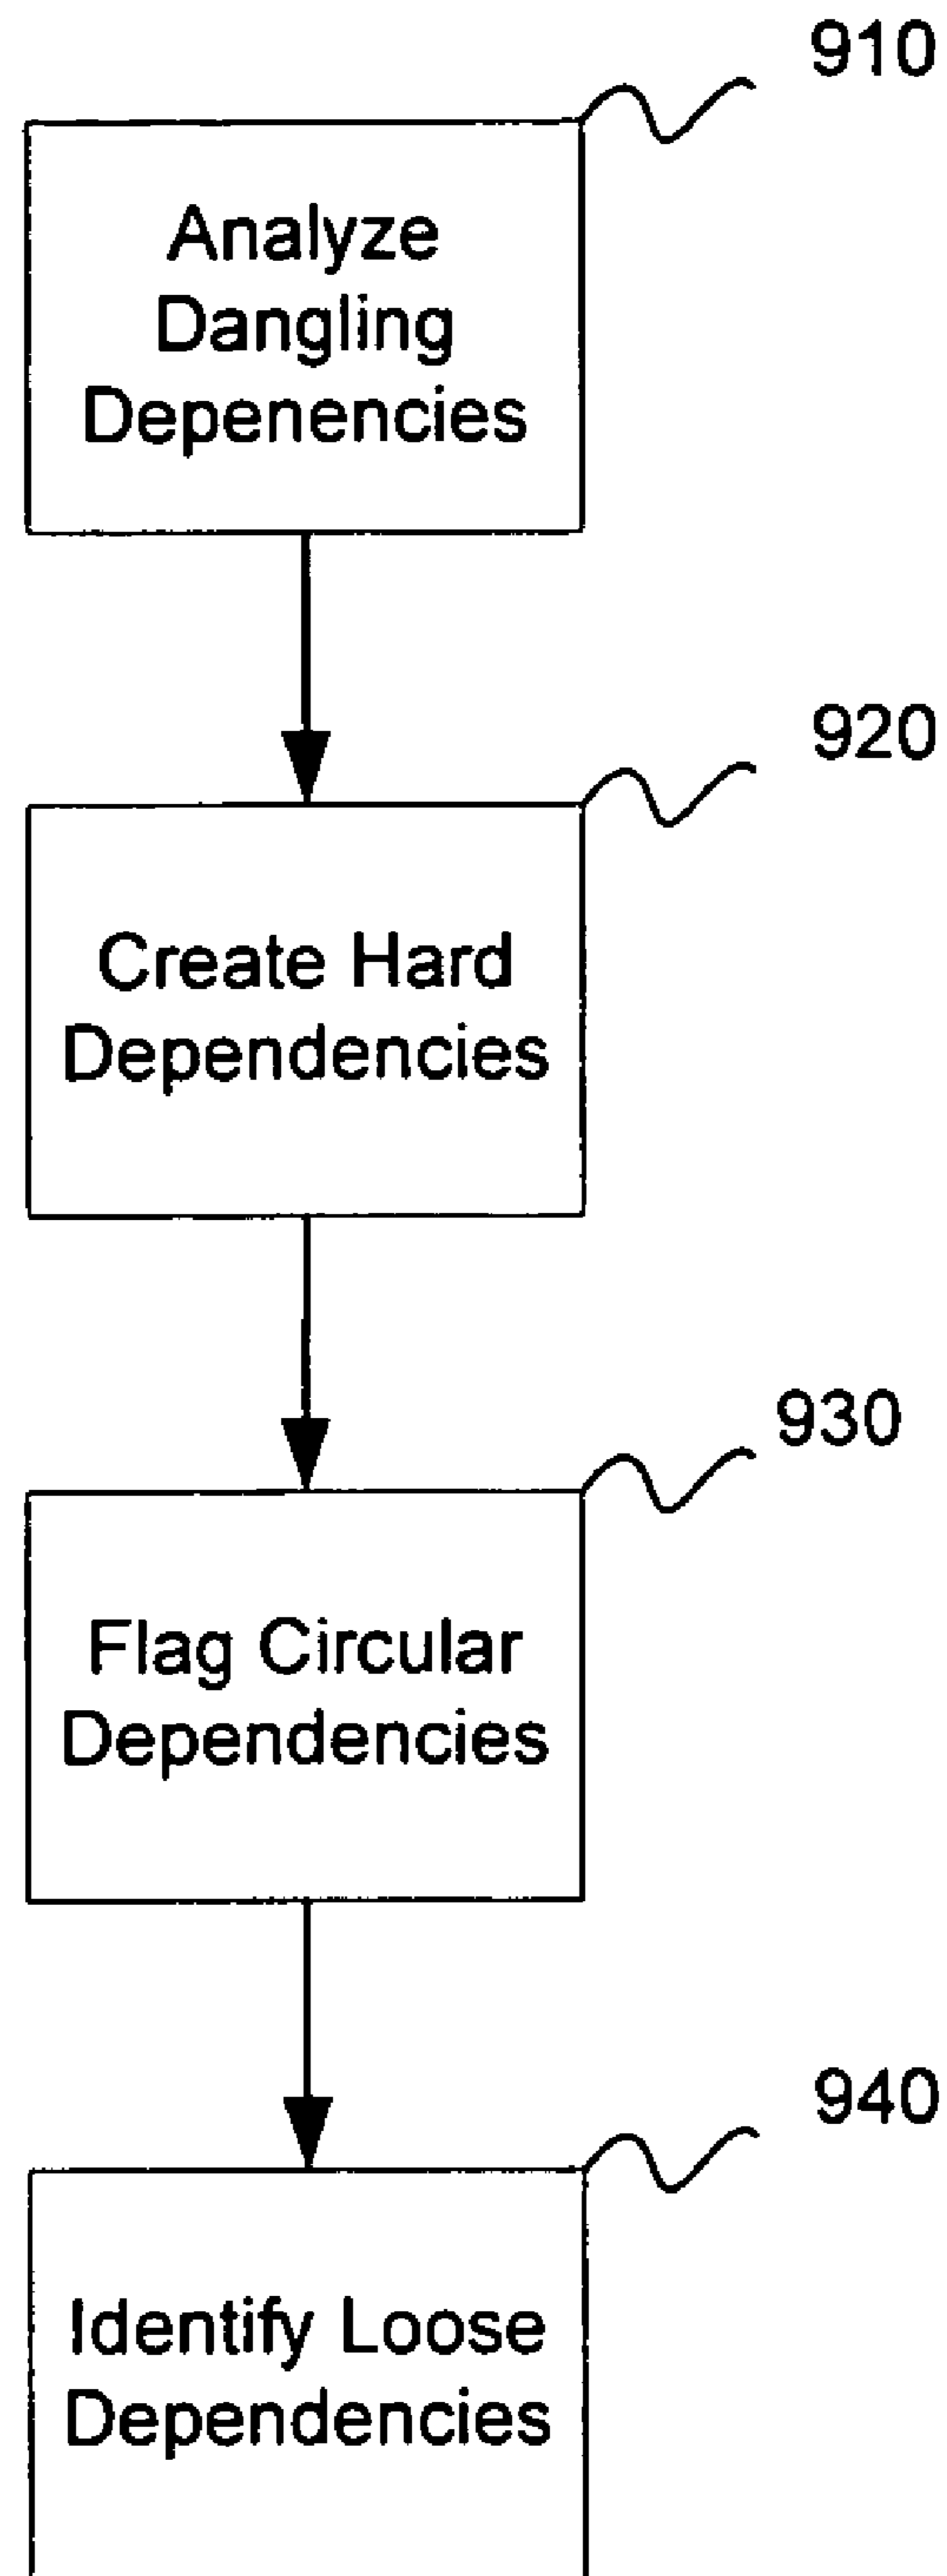 910
Analyze
Dangling
Depenencies
920
Create Hard
Dependencies
930
Flag Circular
Dependencies
940
Identify Loose
Dependencies